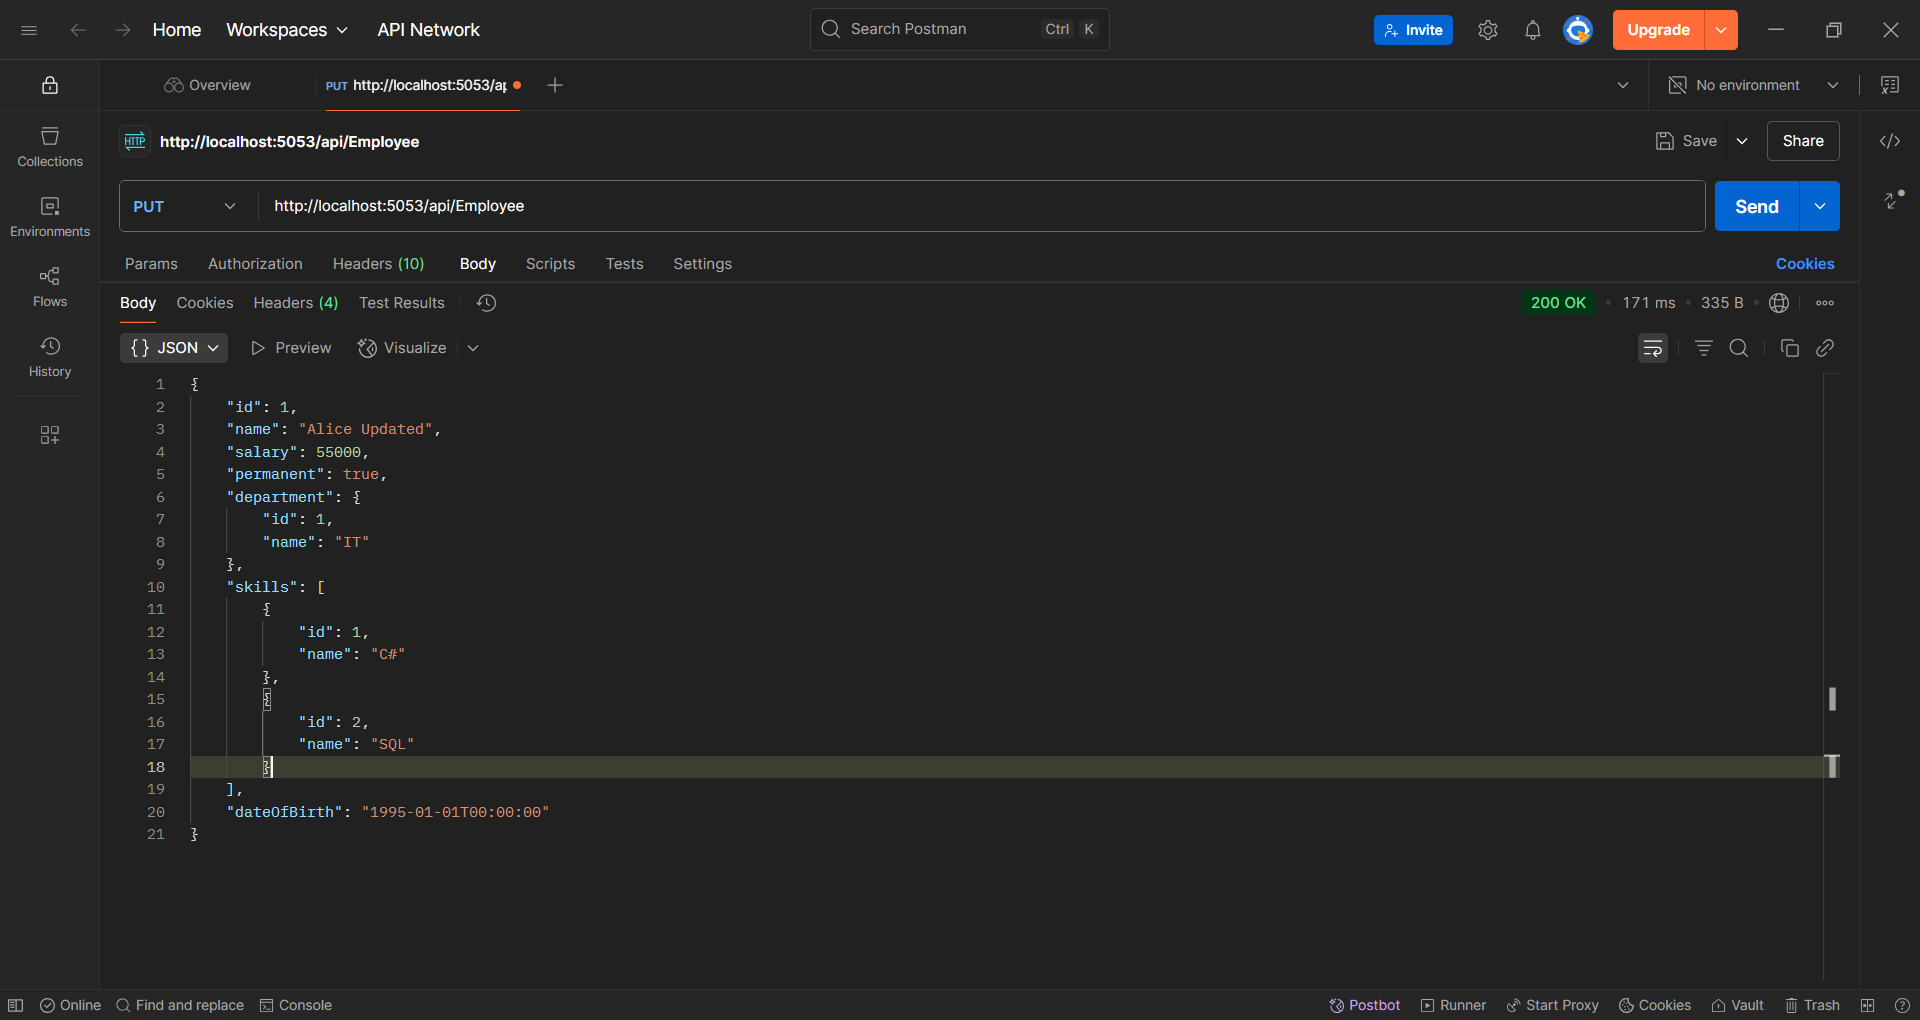 Home Workspaces API Network Search Postman Ctrl K Invite Upgrade
Overview PUT http://localhost:5053/ap No environment
HTTP http://localhost:5053/api/Employee Save Share
PUT http://localhost:5053/api/Employee Send
Params Authorization Headers (10) Body Scripts Tests Settings Cookies
Body Cookies Headers (4) Test Results 200 OK 171 ms 335 B
{} JSON Preview Visualize
Collections
Environments
Flows
History
1 {
2 "id": 1,
3 "name": "Alice Updated",
4 "salary": 55000,
5 "permanent": true,
6 "department": {
7 "id": 1,
8 "name": "IT"
9 },
10 "skills": [
11 {
12 "id": 1,
13 "name": "C#"
14 },
15 {
16 "id": 2,
17 "name": "SQL"
18 }
19 ],
20 "dateOfBirth": "1995-01-01T00:00:00"
21 }
Online Find and replace Console Postbot Runner Start Proxy Cookies Vault Trash